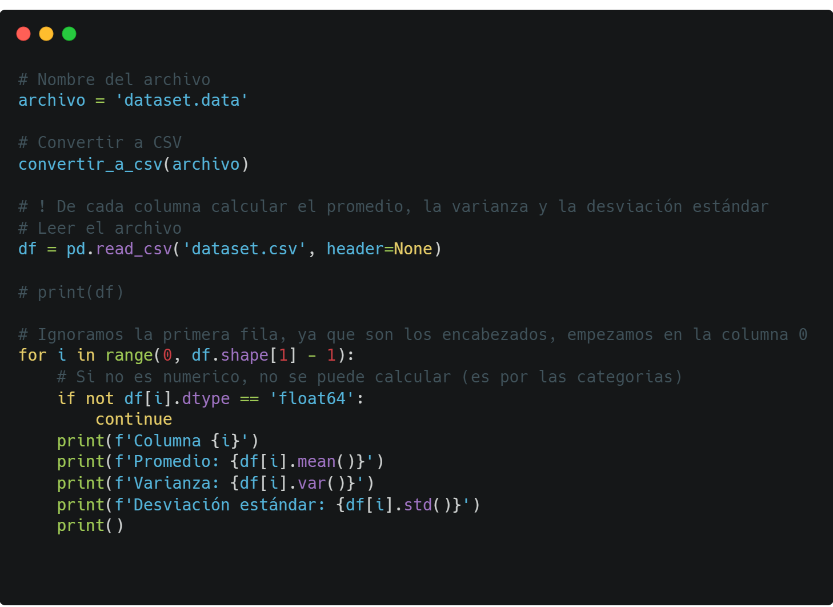 # Nombre del archivo
archivo = 'dataset.data'
# Convertir a CSV
convertir_a_csv(archivo)
# ! De cada columna calcular el promedio, la varianza y la desviación estándar
# Leer el archivo
df = pd.read_csv('dataset.csv', header=None)
# print(df)
# Ignoramos la primera fila, ya que son los encabezados, empezamos en la columna 0
for i in range(0, df.shape[1] - 1):
    # Si no es numerico, no se puede calcular (es por las categorias)
    if not df[i].dtype == 'float64':
        continue
    print(f'Columna {i}')
    print(f'Promedio: {df[i].mean()}')
    print(f'Varianza: {df[i].var()}')
    print(f'Desviación estándar: {df[i].std()}')
    print()